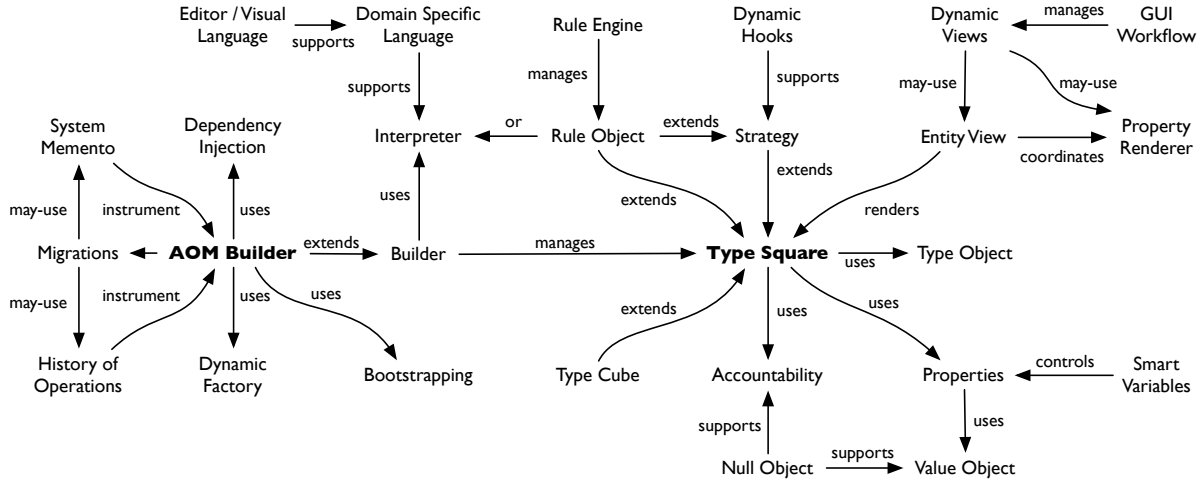 Editor / Visual
Language
supports
Domain Specific
Language
Rule Engine
Dynamic
Hooks
Dynamic
Views
manages
GUI
Workflow
supports
manages
supports
may-use
may-use
System
Memento
Dependency
Injection
Interpreter
or
Rule Object
extends
Strategy
Entity View
coordinates
Property
Renderer
may-use
instrument
uses
uses
extends
extends
renders
Migrations
AOM Builder
extends
Builder
manages
Type Square
uses
Type Object
may-use
instrument
uses
uses
extends
uses
uses
History of
Operations
Dynamic
Factory
Bootstrapping
Type Cube
Accountability
Properties
controls
Smart
Variables
supports
uses
Null Object
supports
Value Object